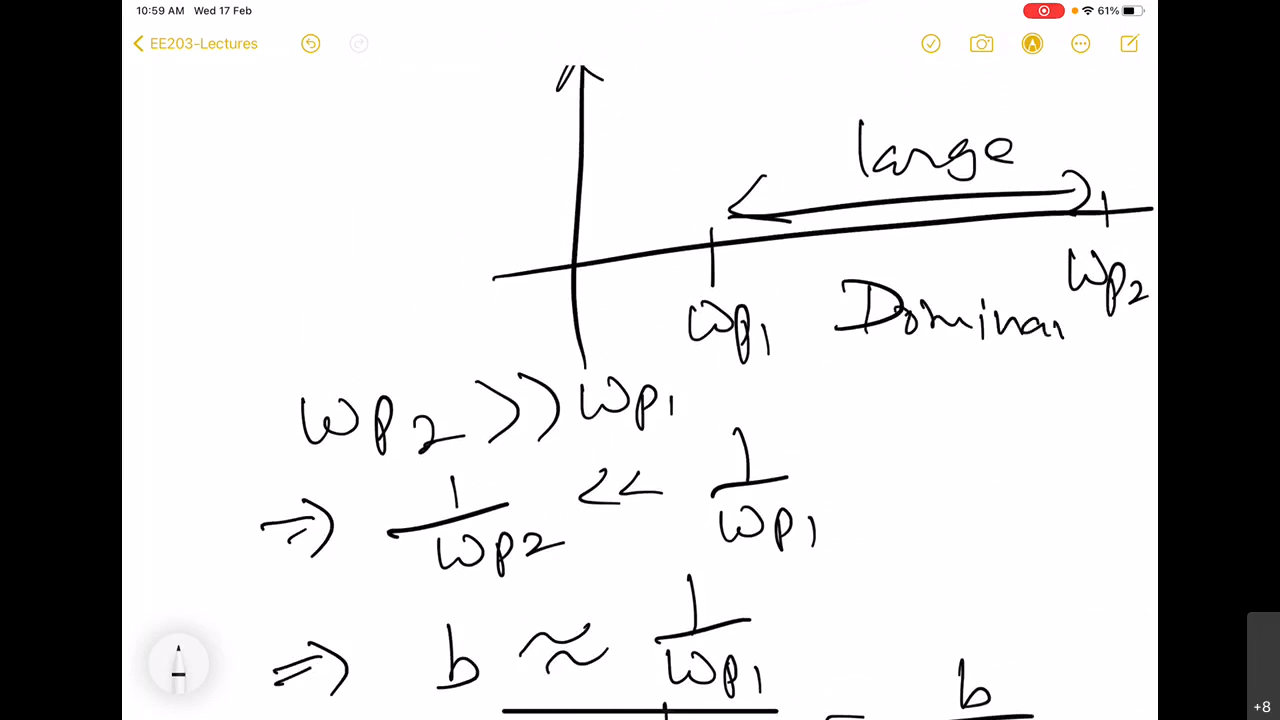 10:59 AM Wed 17 Feb
61%
EE203-Lectures
large
ωp1
ωp2
Dominan
ωp2 >> ωp1
⇒ 1/ωp2 << 1/ωp1
⇒ b ≈ 1/ωp1
b
+8